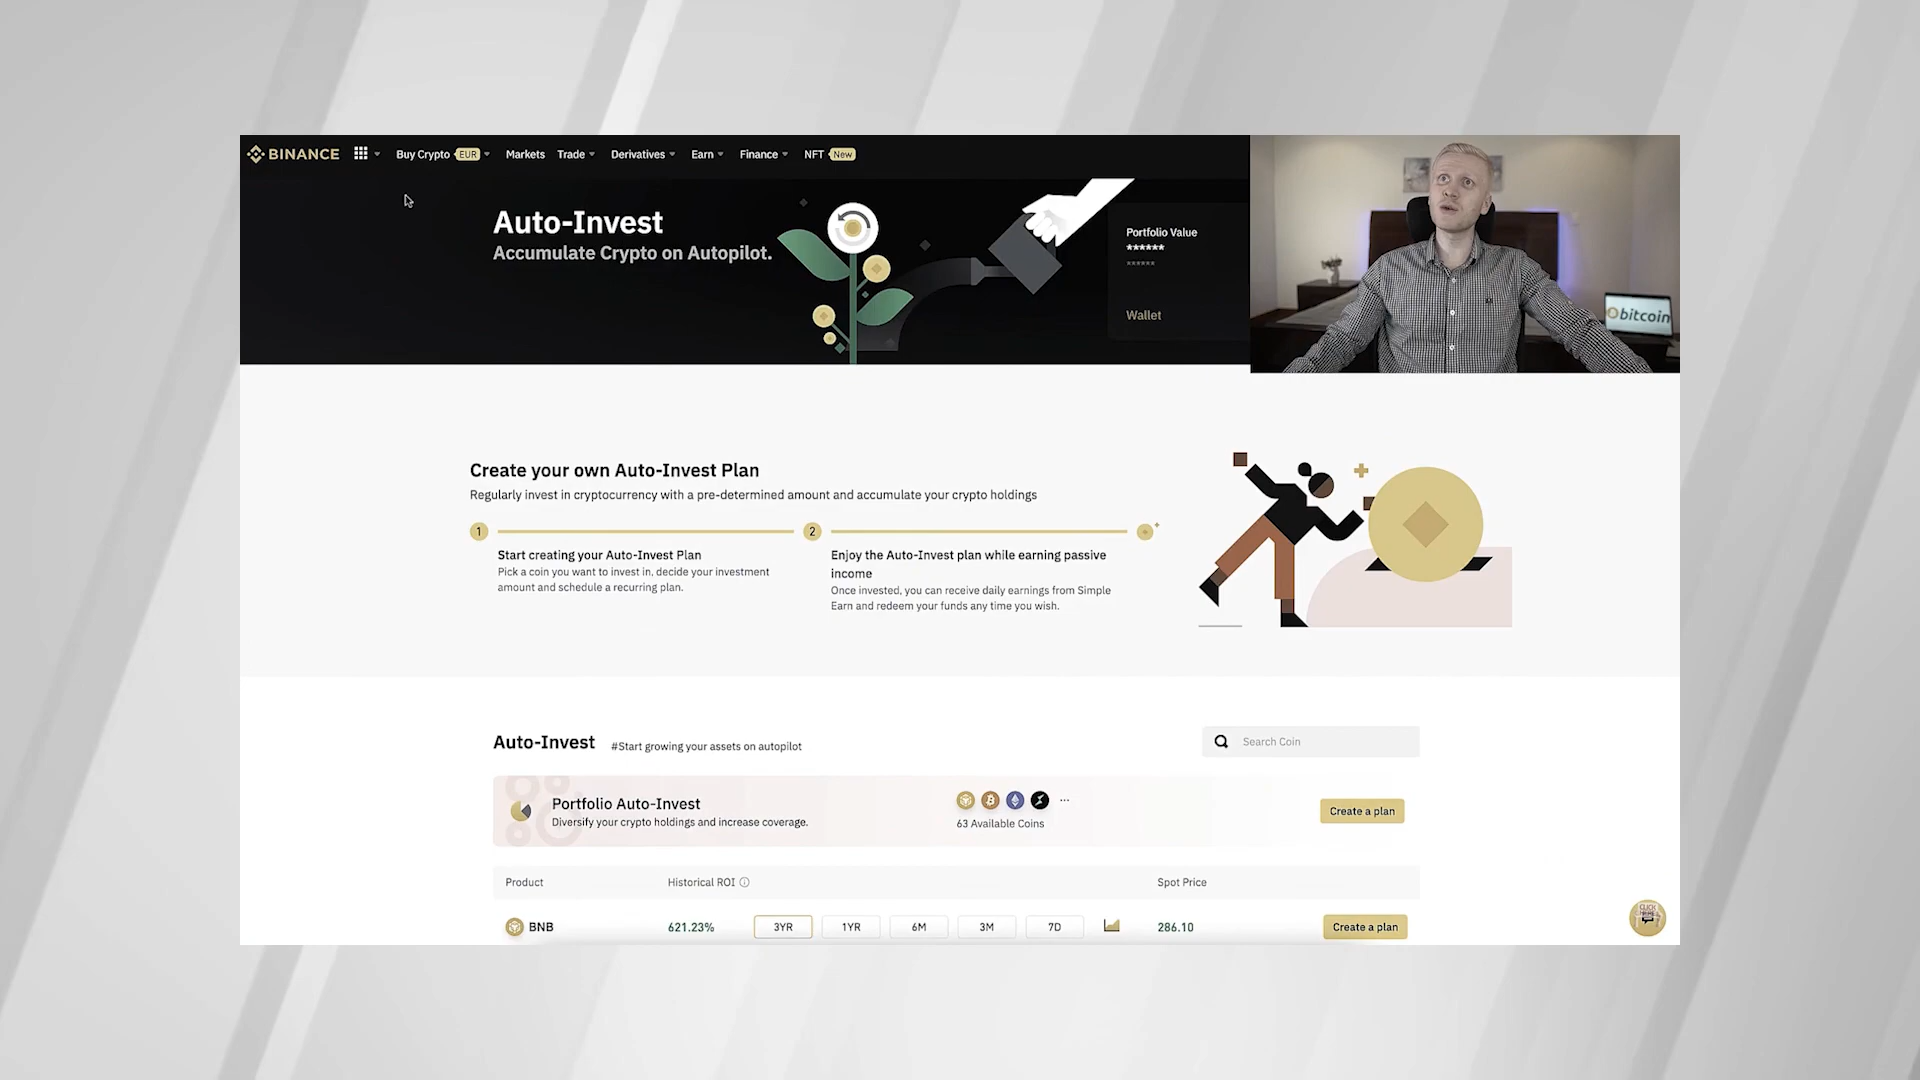 BINANCE
Buy Crypto EUR
Markets
Trade
Derivatives
Earn
Finance
NFT New
Auto-Invest
Accumulate Crypto on Autopilot.
Portfolio Value
******
******
Wallet
bitcoin
Create your own Auto-Invest Plan
Regularly invest in cryptocurrency with a pre-determined amount and accumulate your crypto holdings
1
2
Start creating your Auto-Invest Plan
Pick a coin you want to invest in, decide your investment
amount and schedule a recurring plan.
Enjoy the Auto-Invest plan while earning passive
income
Once invested, you can receive daily earnings from Simple
Earn and redeem your funds any time you wish.
Auto-Invest #Start growing your assets on autopilot
Search Coin
Portfolio Auto-Invest
Diversify your crypto holdings and increase coverage.
63 Available Coins
Create a plan
Product
Historical ROI
Spot Price
BNB
621.23%
3YR
1YR
6M
3M
7D
286.10
Create a plan
CLICK
HERE